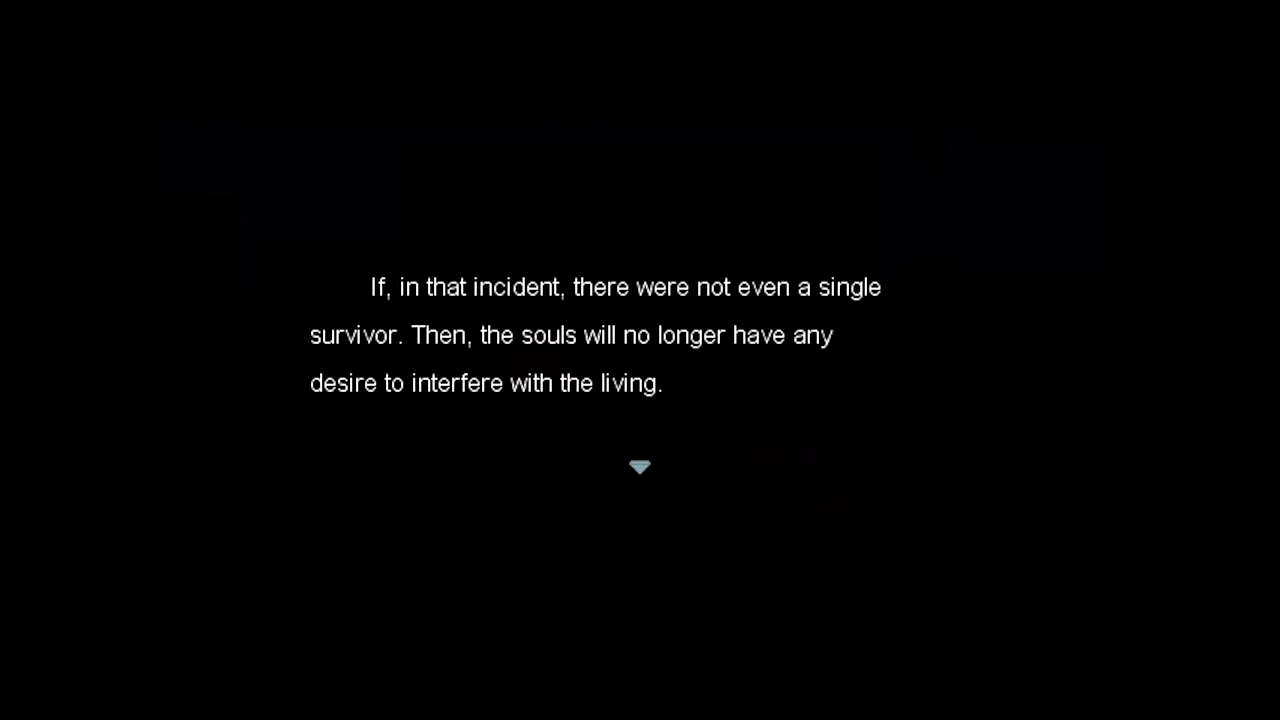 If, in that incident, there were not even a single
survivor. Then, the souls will no longer have any
desire to interfere with the living.